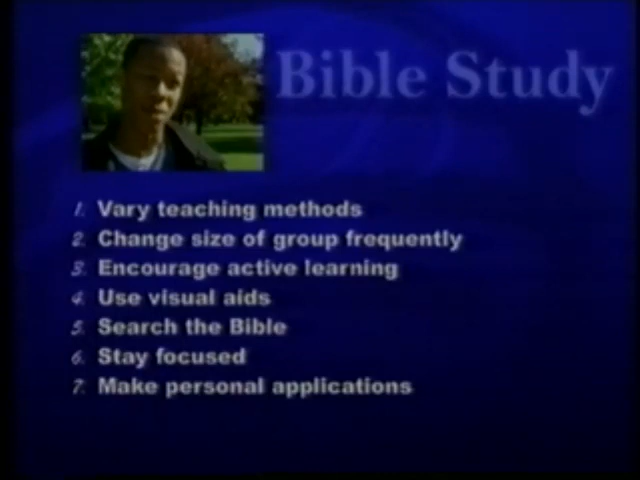 Bible Study
1. Vary teaching methods
2. Change size of group frequently
3. Encourage active learning
4. Use visual aids
5. Search the Bible
6. Stay focused
7. Make personal applications